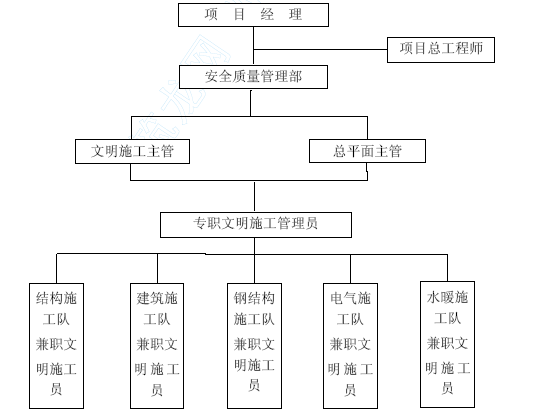 项 目 经 理
项目总工程师
安全质量管理部
文明施工主管
总平面主管
专职文明施工管理员
结构施
工队
兼职文
明施工
员
建筑施
工队
兼职文
明施工
员
钢结构
施工队
兼职文
明施工
员
电气施
工队
兼职文
明施工
员
水暖施
工队
兼职文
明施工
员